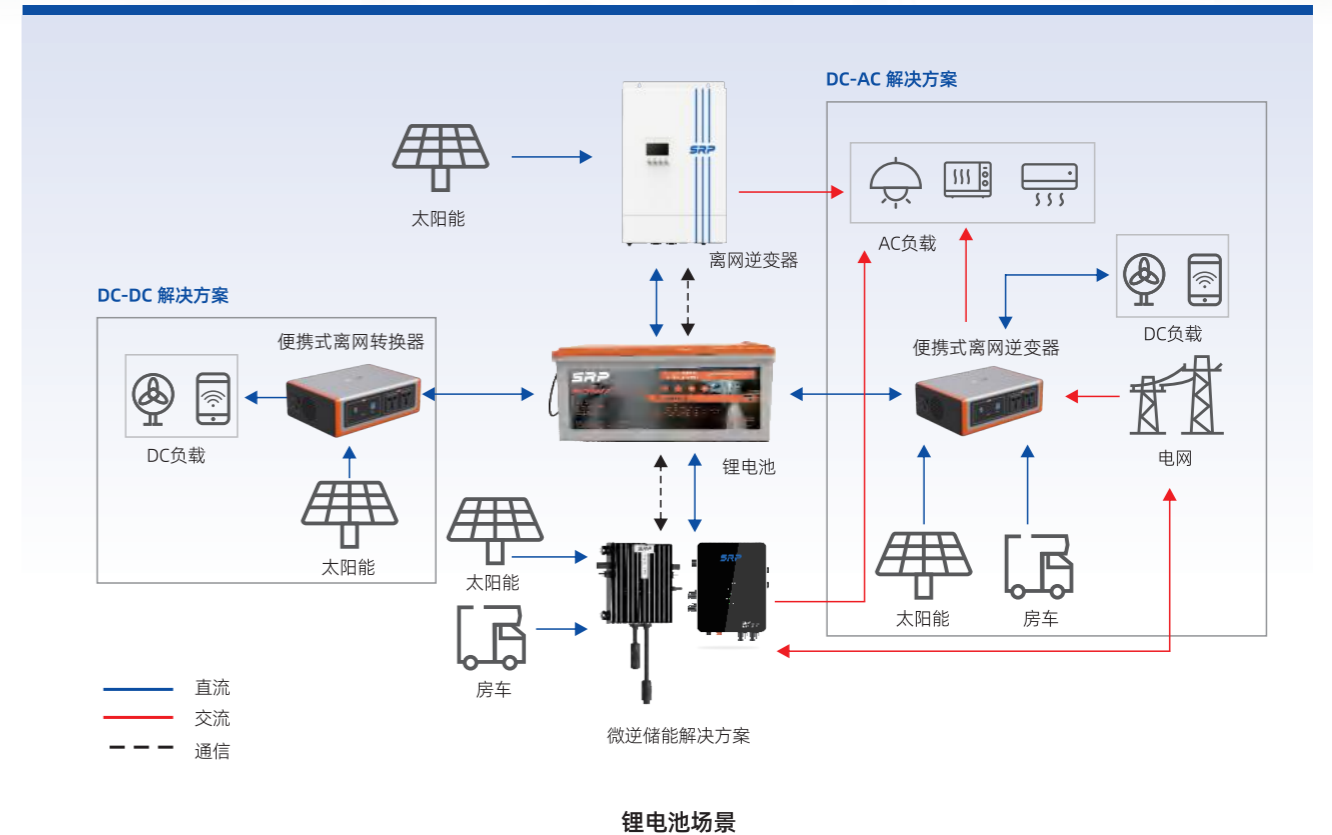 DC-AC 解决方案
SRP
太阳能
AC负载
离网逆变器
DC-DC 解决方案
便携式离网转换器
DC负载
便携式离网逆变器
SRP
DC负载
锂电池
电网
太阳能
太阳能
SRP
SRP
太阳能
房车
房车
直流
交流
通信
微逆储能解决方案
锂电池场景